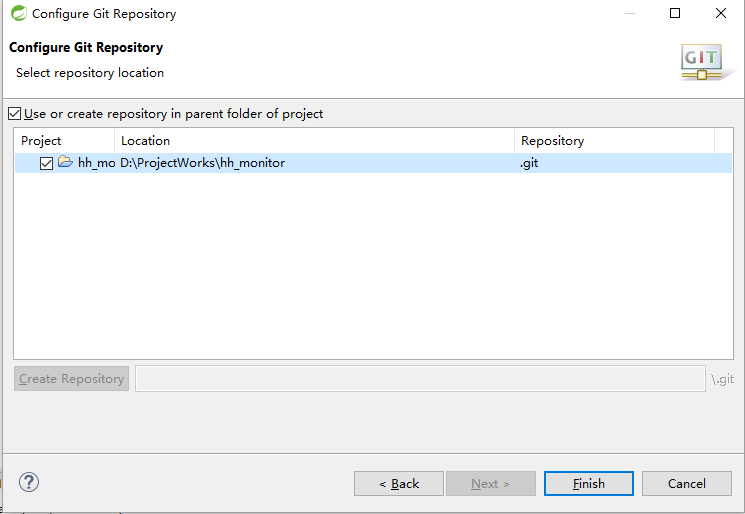 Configure Git Repository
Configure Git Repository
Select repository location
GIT
Use or create repository in parent folder of project
Project Location Repository
hh_mo D:\ProjectWorks\hh_monitor .git
Create Repository \.git
? < Back Next > Finish Cancel